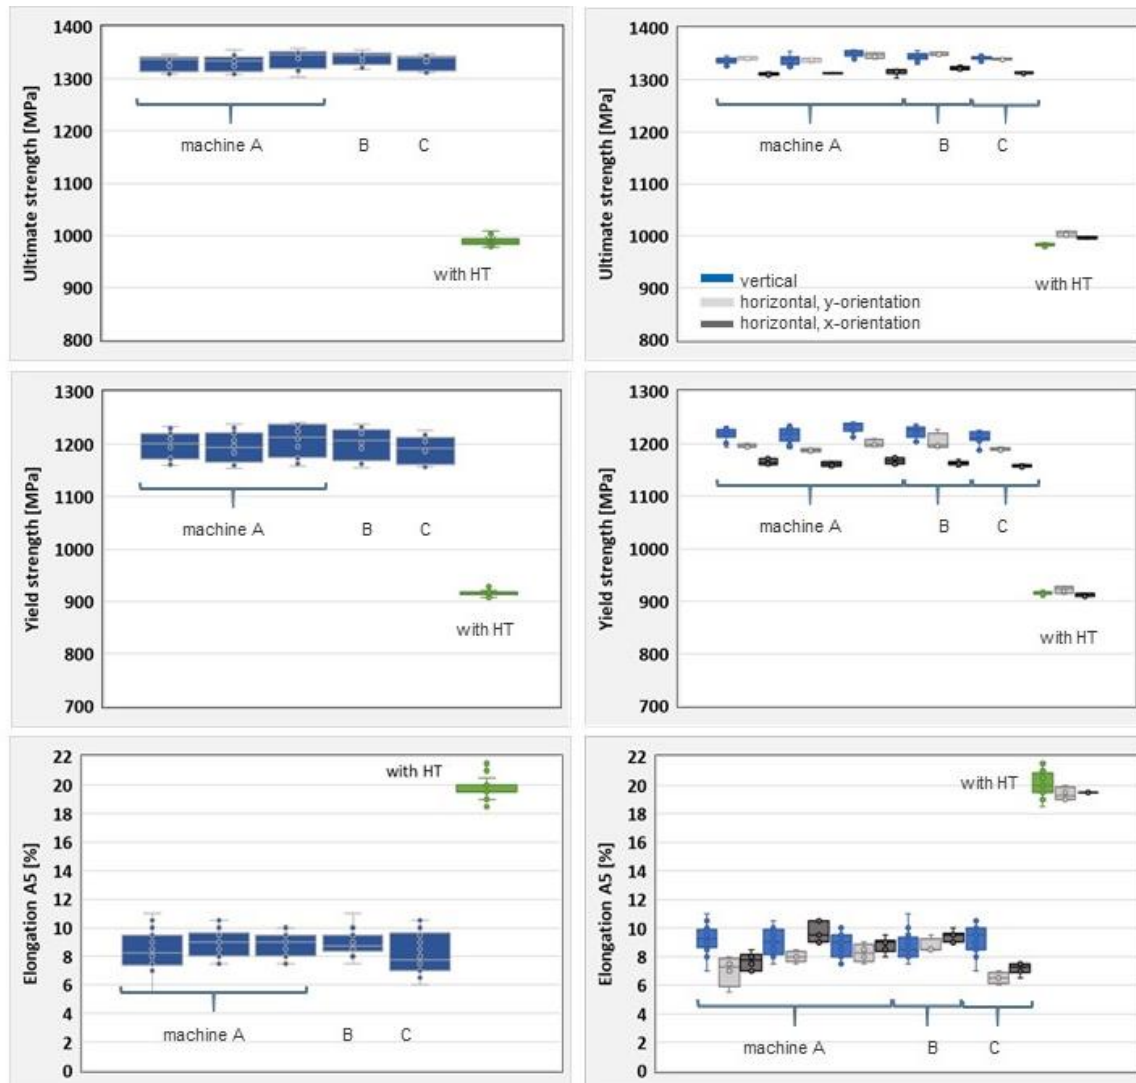 Ultimate strength [MPa]
1400
1300
1200
1100
1000
900
800
machine A
B
C
with HT
Ultimate strength [MPa]
1400
1300
1200
1100
1000
900
800
machine A
B
C
with HT
vertical
horizontal, y-orientation
horizontal, x-orientation
Yield strength [MPa]
1300
1200
1100
1000
900
800
700
machine A
B
C
with HT
Yield strength [MPa]
1300
1200
1100
1000
900
800
700
machine A
B
C
with HT
Elongation A5 [%]
22
20
18
16
14
12
10
8
6
4
2
0
with HT
machine A
B
C
Elongation A5 [%]
22
20
18
16
14
12
10
8
6
4
2
0
with HT
machine A
B
C